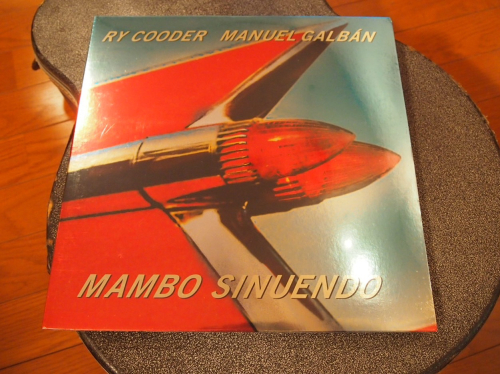 RY COODER MANUEL GALBÁN
MAMBO SINUENDO